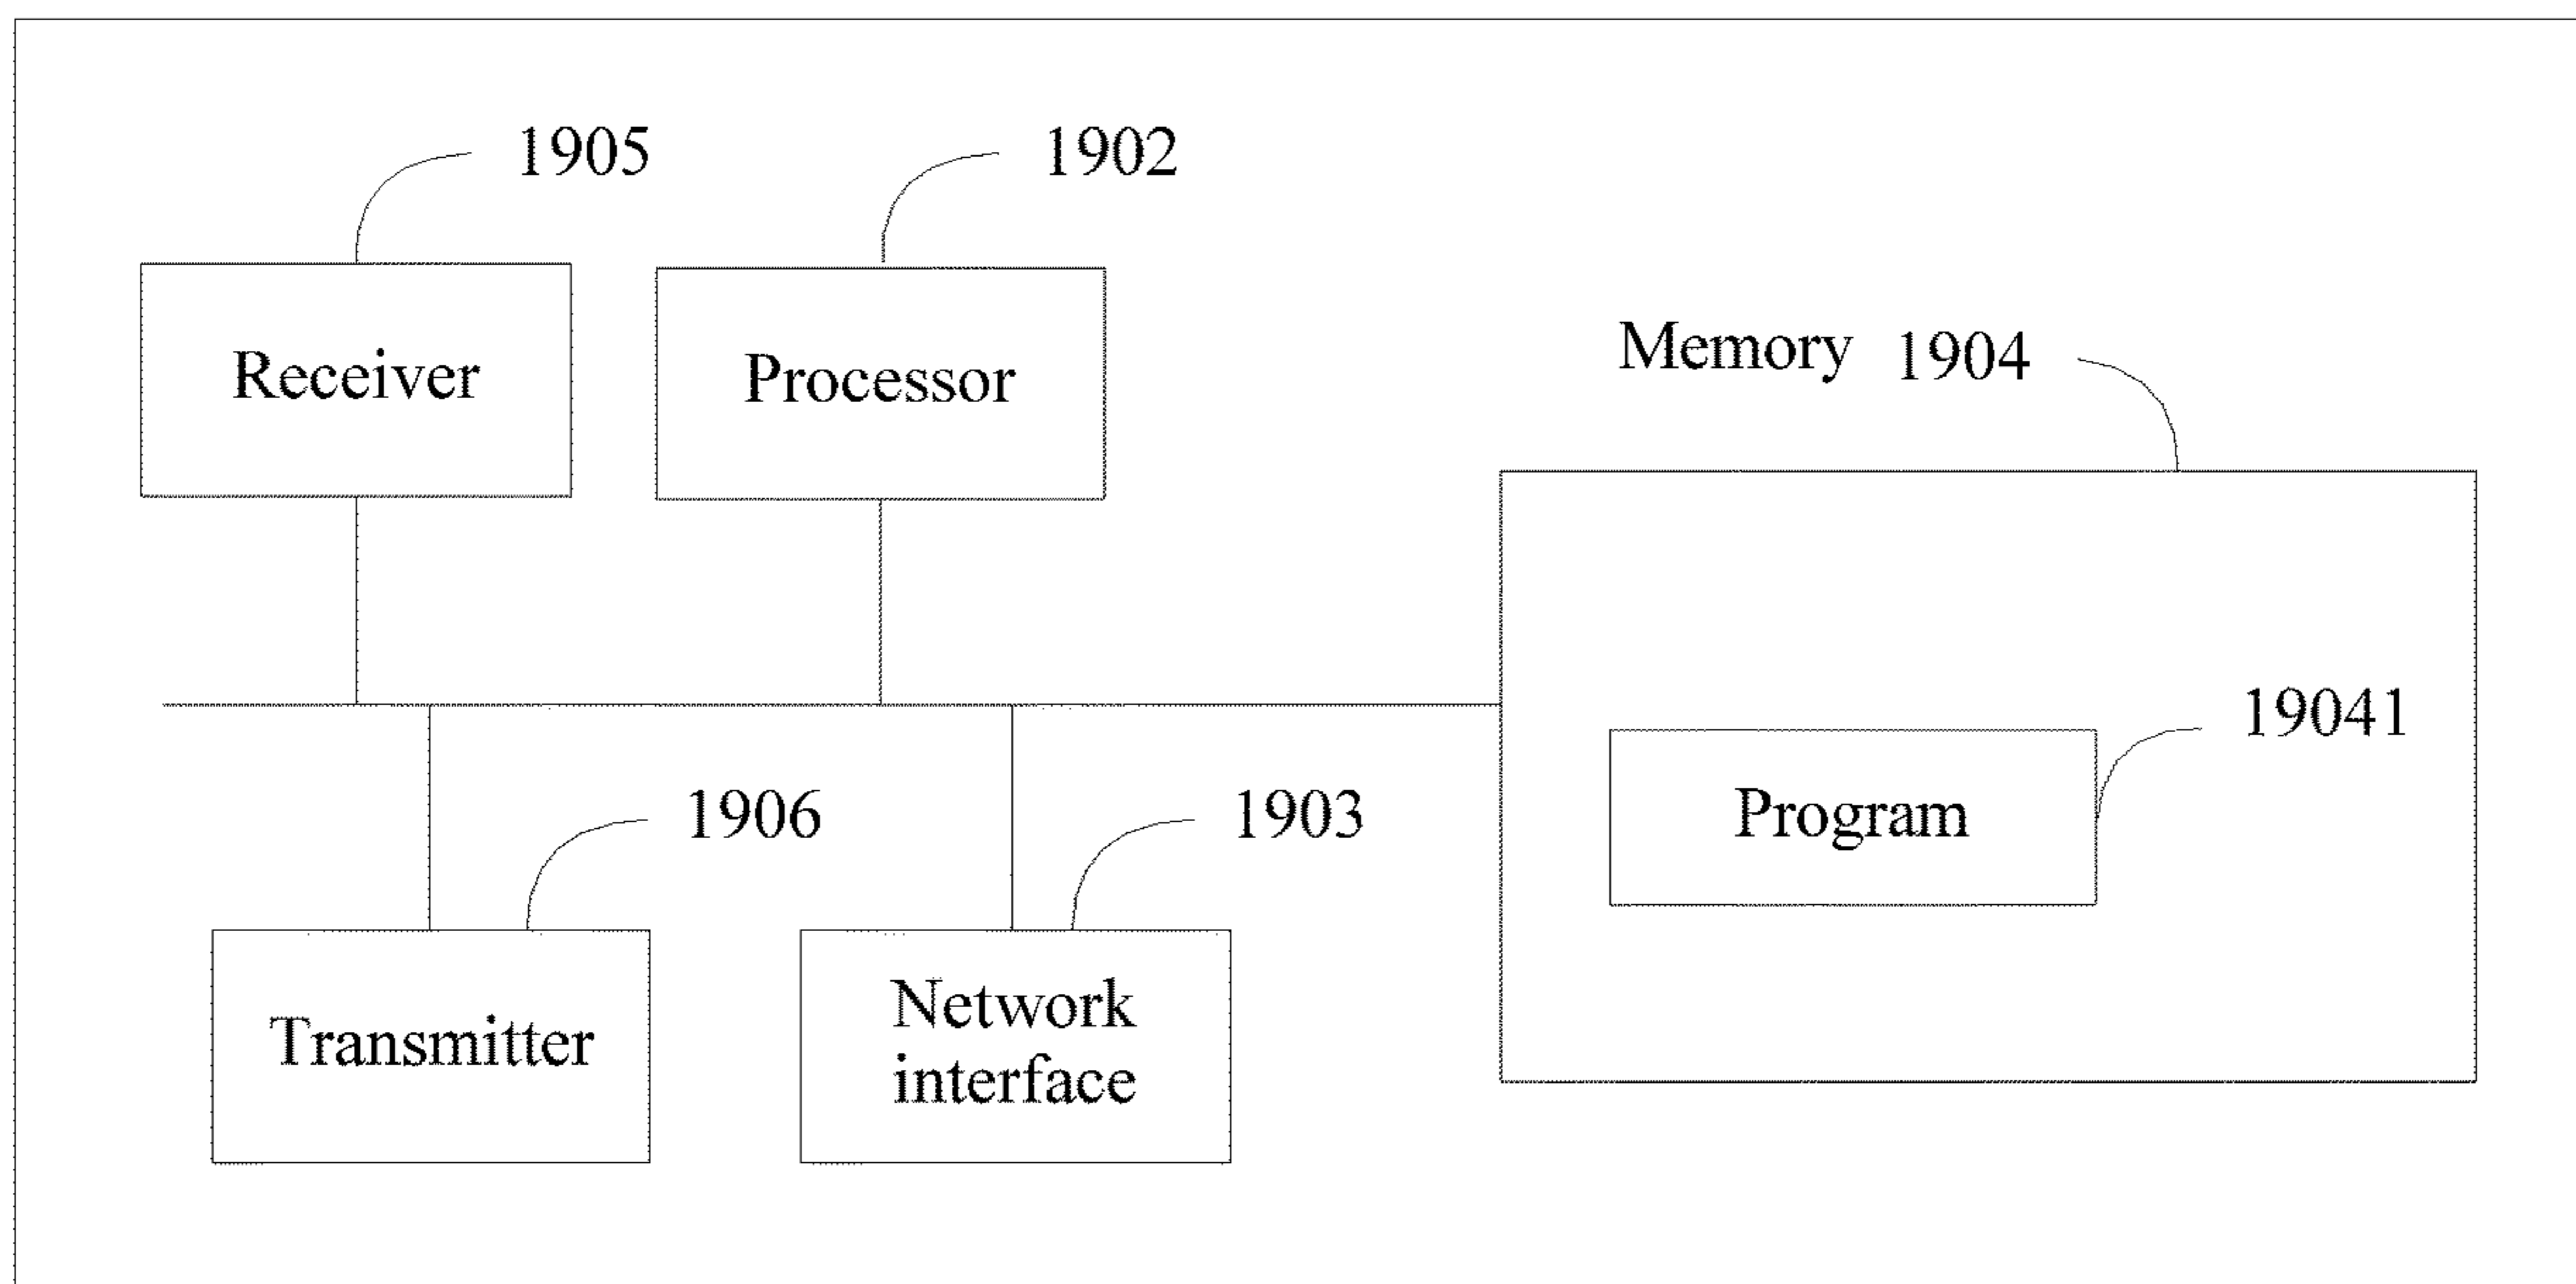 1905
1902
Receiver
Processor
Memory 1904
19041
Program
1906
1903
Transmitter
Network
interface